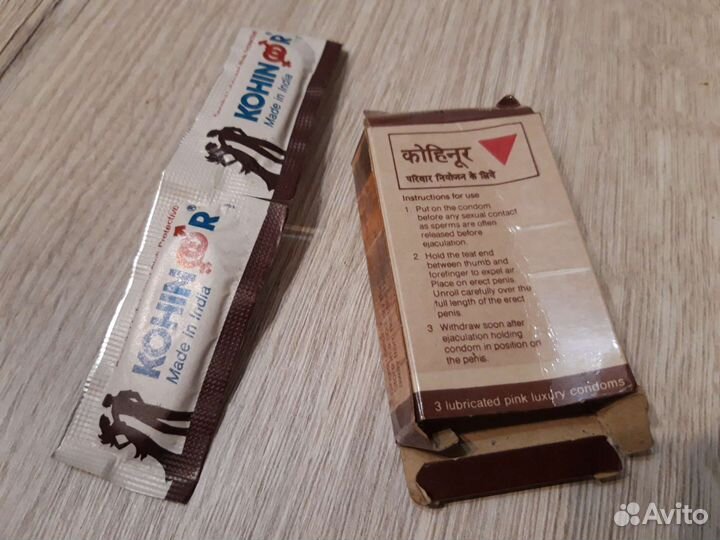 KOHINOOR®
Made in India
Protective
KOHINOOR®
Made in India
कोहिनूर
परिवार नियोजन के लिये
Instructions for use
1. Put on the condom
before any sexual contact
as sperms are often
released before
ejaculation.
2. Hold the teat end
between thumb and
forefinger to expel air.
Place on erect penis.
Unroll carefully over the
full length of the erect
penis.
3 Withdraw soon after
ejaculation holding
condom in position on
the penis.
3 lubricated pink luxury condoms
Avito